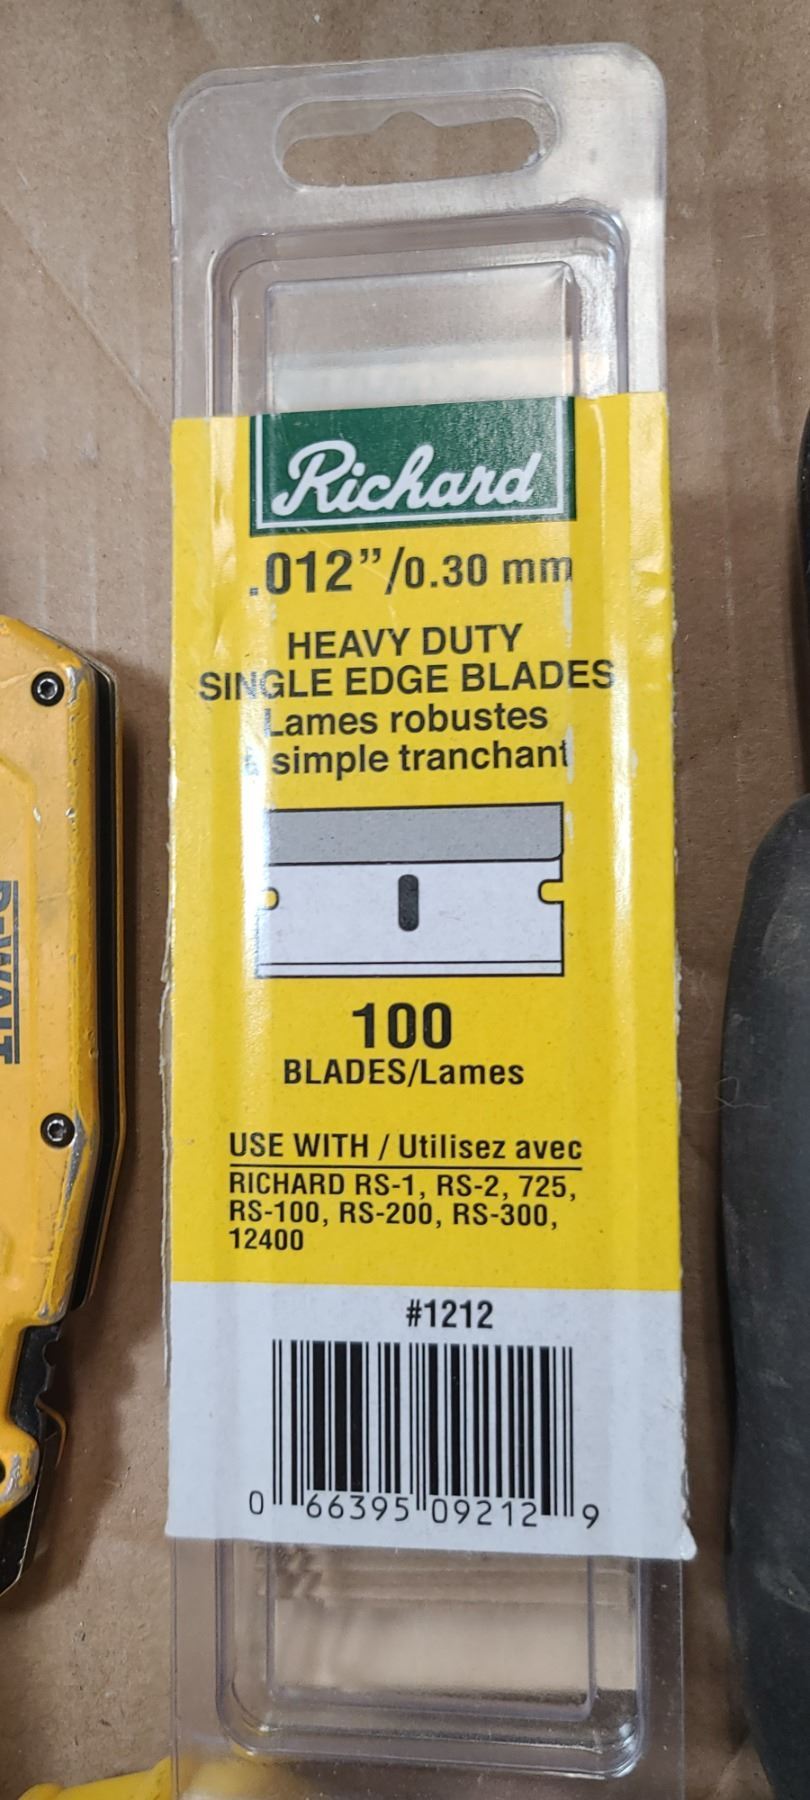 Richard
.012”/0.30 mm
HEAVY DUTY
SINGLE EDGE BLADES
Lames robustes
simple tranchant
100
BLADES/Lames
USE WITH / Utilisez avec
RICHARD RS-1, RS-2, 725,
RS-100, RS-200, RS-300,
12400
#1212
0 66395 09212 9
DEWALT